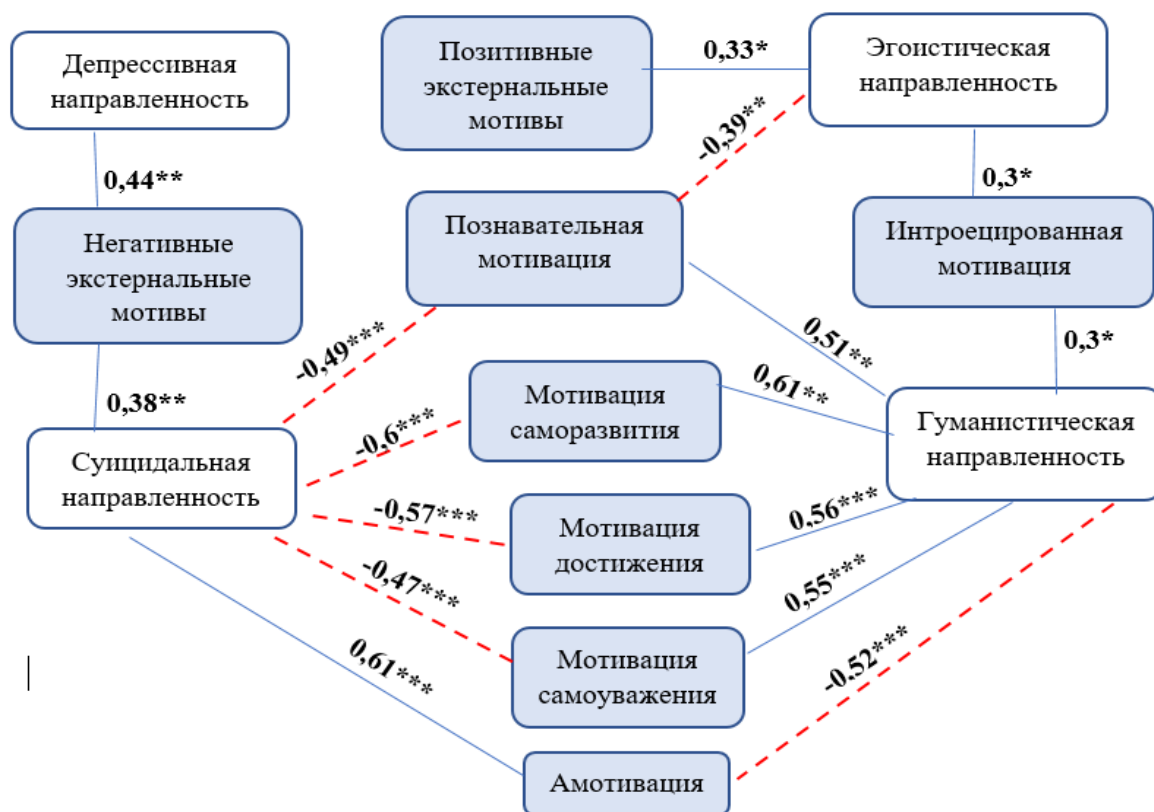 Депрессивная
направленность
Позитивные
экстернальные
мотивы
0,33*
Эгоистическая
направленность
-0,39**
0,44**
0,3*
Негативные
экстернальные
мотивы
Познавательная
мотивация
Интроецированная
мотивация
-0,49***
0,51**
0,3*
0,38**
Мотивация
саморазвития
0,61**
-0,6***
Суицидальная
направленность
Гуманистическая
направленность
-0,57***
Мотивация
достижения
0,56***
-0,47***
0,55***
Мотивация
самоуважения
0,61***
-0,52***
Амотивация